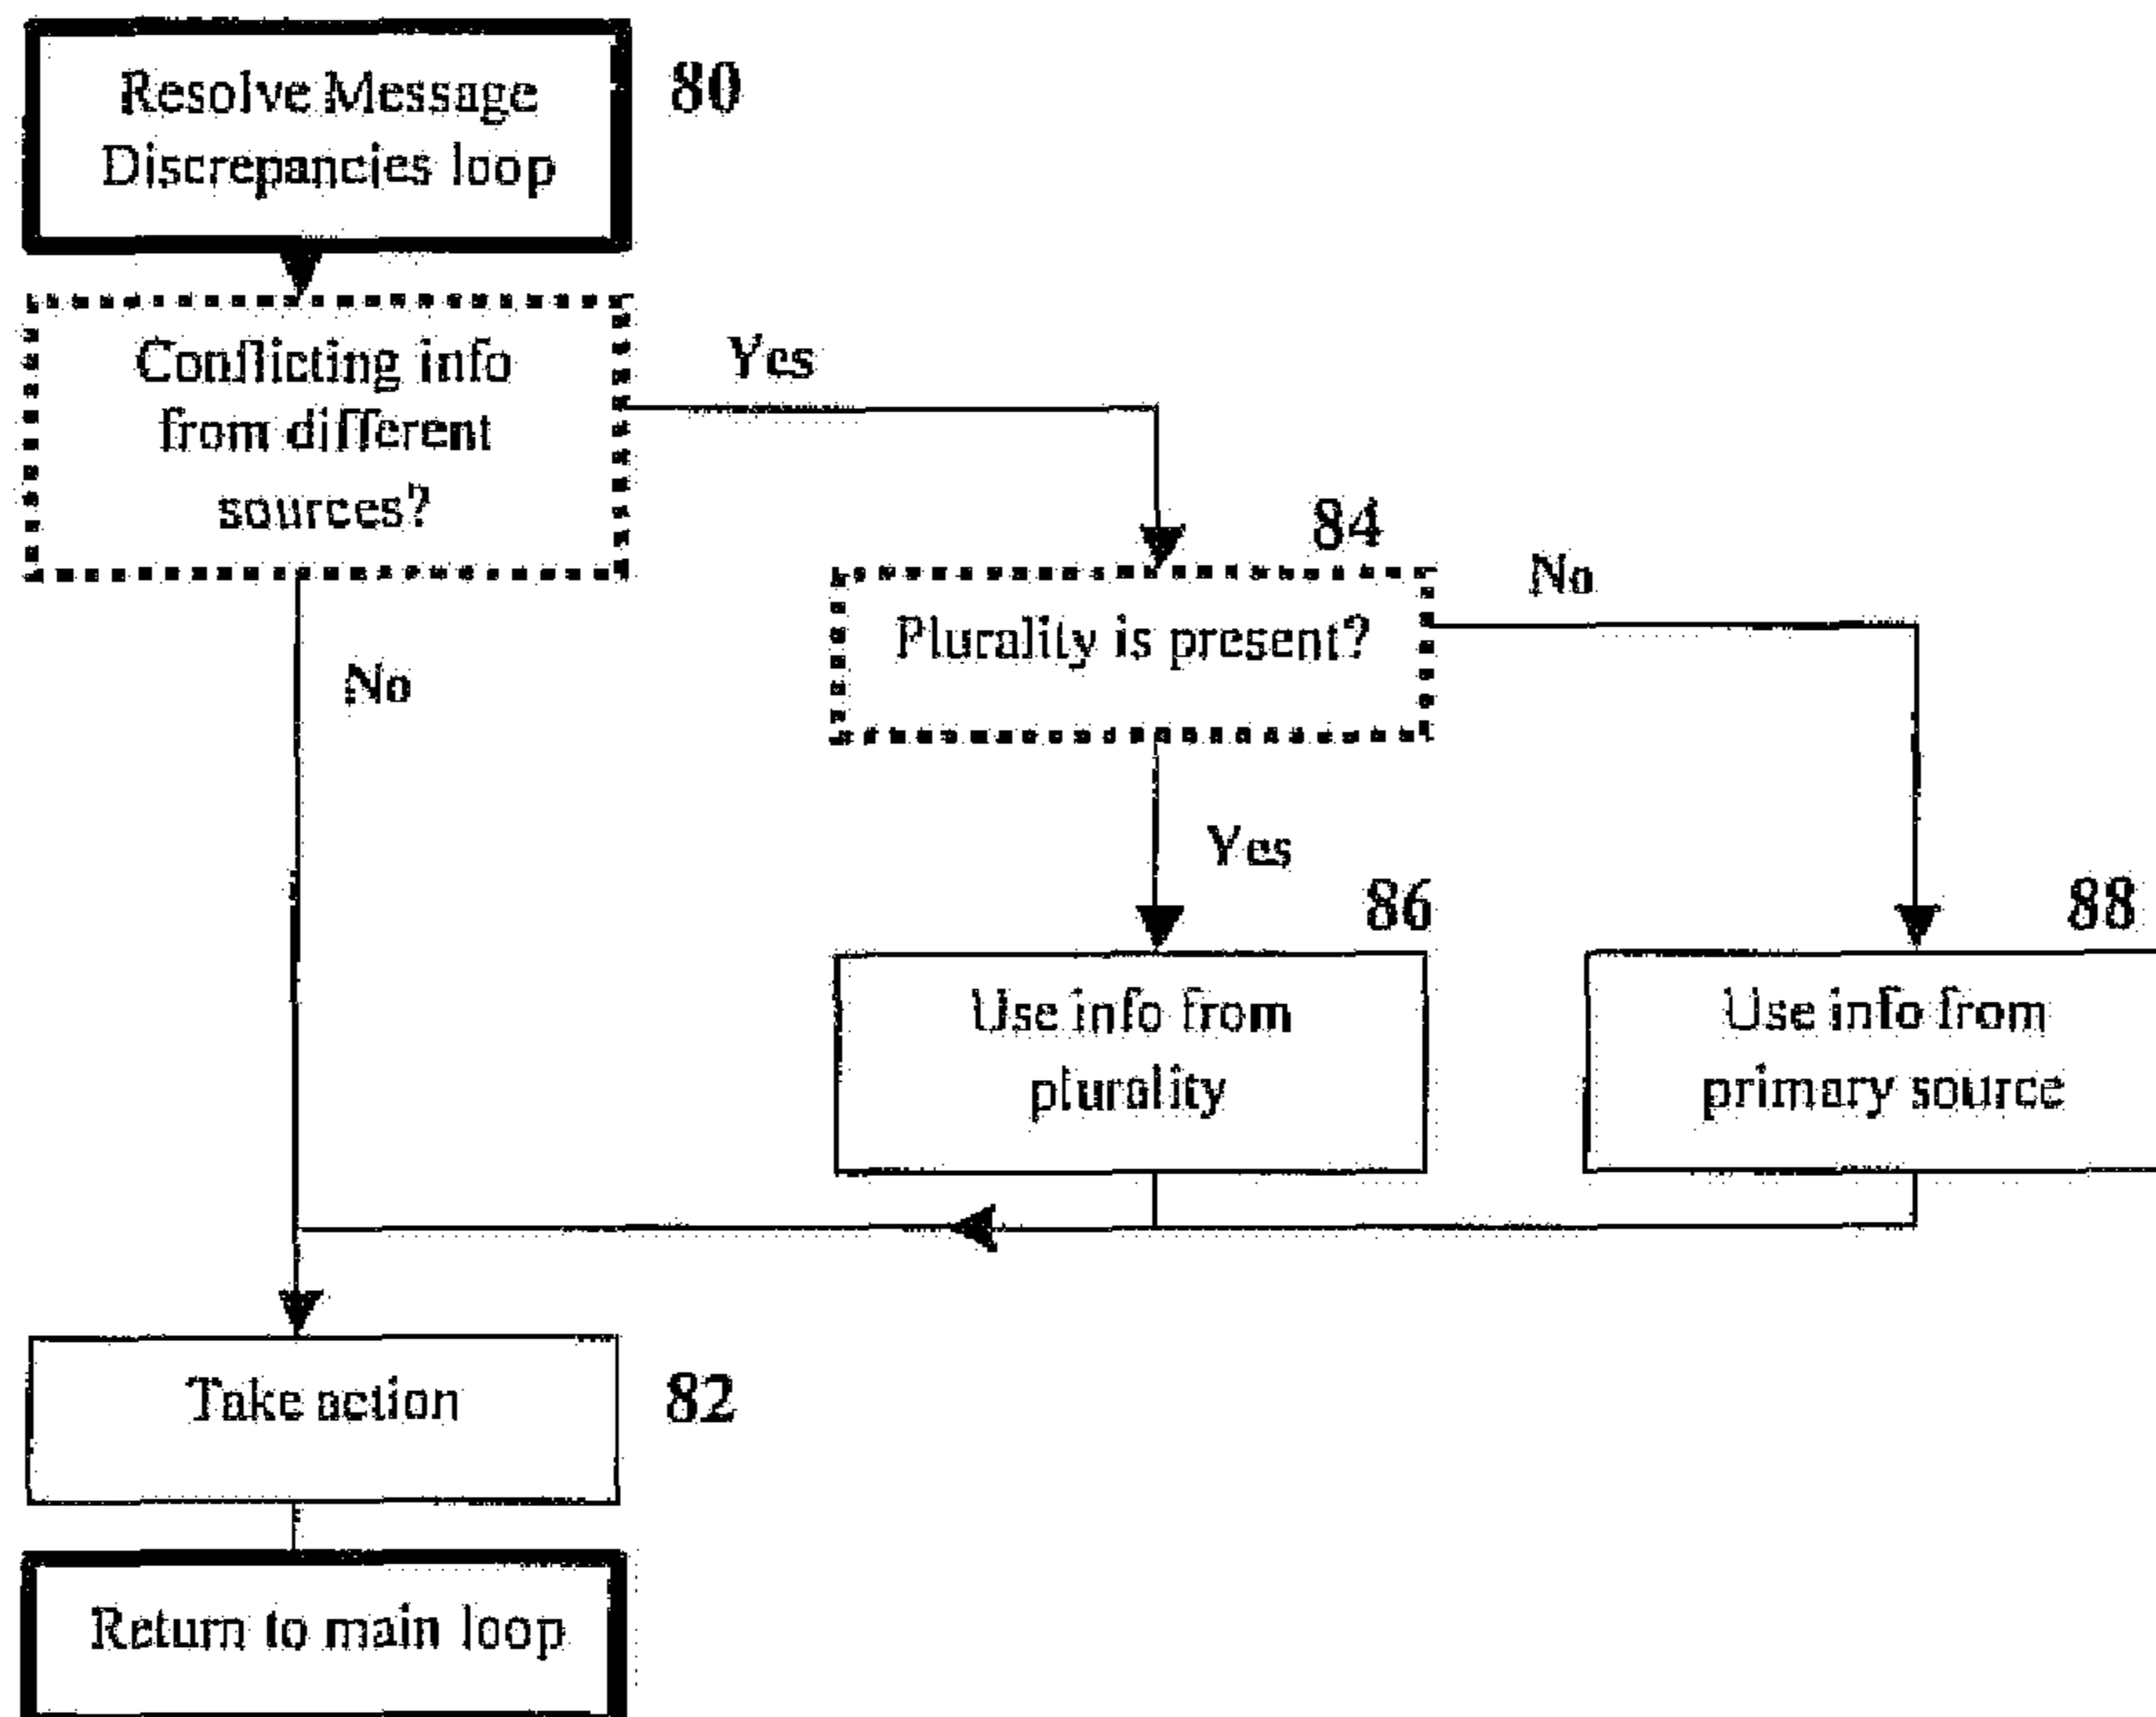 Resolve Message
Discrepancies loop
80
Conflicting info
from different
sources?
Yes
84
No
Plurality is present?
No
Yes
86
88
Use info from
plurality
Use info from
primary source
Take action
82
Return to main loop